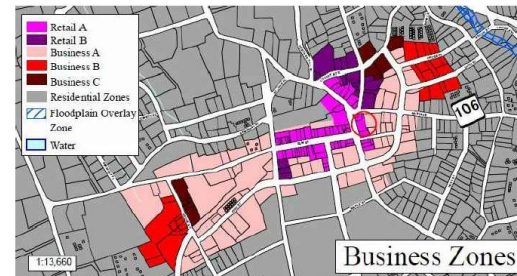 Retail A
Retail B
Business A
Business B
Business C
Residential Zones
Floodplain Overlay
Zone
Water
106
1:13,660
Business Zones